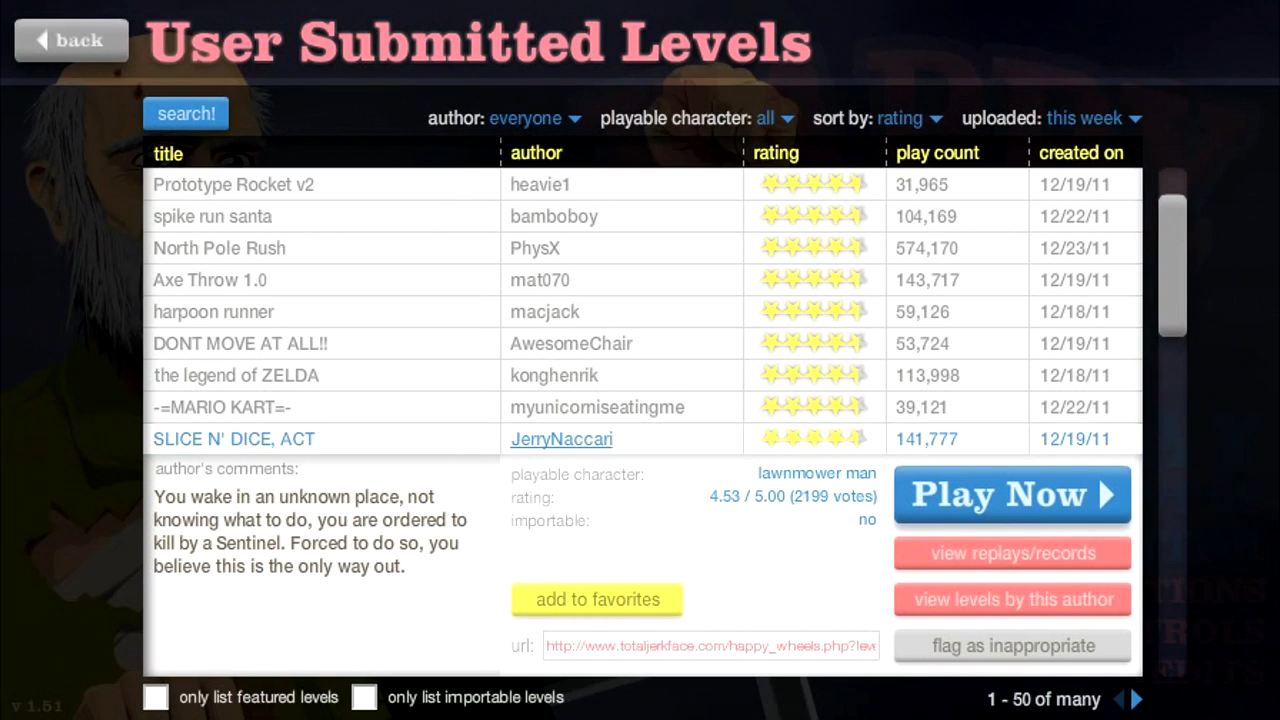 back
User Submitted Levels
search!
author: everyone playable character: all sort by: rating uploaded: this week
title author rating play count created on
Prototype Rocket v2 heavie1 31,965 12/19/11
spike run santa bamboboy 104,169 12/22/11
North Pole Rush PhysX 574,170 12/23/11
Axe Throw 1.0 mat070 143,717 12/19/11
harpoon runner macjack 59,126 12/18/11
DONT MOVE AT ALL!! AwesomeChair 53,724 12/19/11
the legend of ZELDA konghenrik 113,998 12/18/11
-=MARIO KART=- myunicorniseatingme 39,121 12/22/11
SLICE N' DICE, ACT JerryNaccari 141,777 12/19/11
author's comments:
You wake in an unknown place, not
knowing what to do, you are ordered to
kill by a Sentinel. Forced to do so, you
believe this is the only way out.
playable character: lawnmower man
rating: 4.53 / 5.00 (2199 votes)
importable: no
add to favorites
url: http://www.totaljerkface.com/happy_wheels.php?leve
Play Now
view replays/records
view levels by this author
flag as inappropriate
only list featured levels only list importable levels
1 - 50 of many
v 1.51